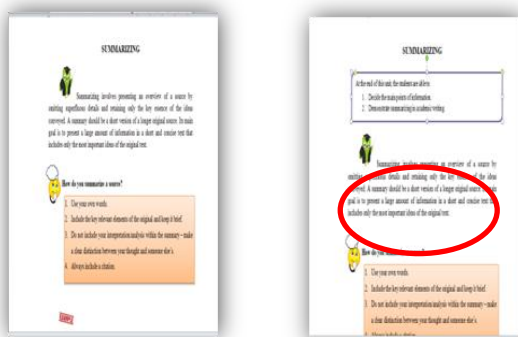 SUMMARIZING
Summarizing involves presenting an overview of a source by
omitting superfluous details and retaining only the key essence of the ideas
conveyed. A summary should be a short version of a longer original source. Its main
goal is to present a large amount of information in a short and concise text that
includes only the most important ideas of the original text.
How do you summarize a source?
1. Use your own words.
2. Include the key relevant elements of the original and keep it brief.
3. Do not include your interpretation/analysis within the summary—make
a clear distinction between your thought and someone else's.
4. Always include a citation.
SUMMARIZING
At the end of this unit, the students are able to:
1. Decide the main points of information.
2. Demonstrate summarizing in academic writing.
Summarizing involves presenting an overview of a source by
omitting details and retaining only the key essence of the ideas
conveyed. A summary should be a short version of a longer original source. Its main
goal is to present a large amount of information in a short and concise text that
includes only the most important ideas of the original text.
How do you summarize a source?
1. Use your own words.
2. Include the key relevant elements of the original and keep it brief.
3. Do not include your interpretation/analysis within the summary—make
a clear distinction between your thought and someone else's.
4. Always include a citation.